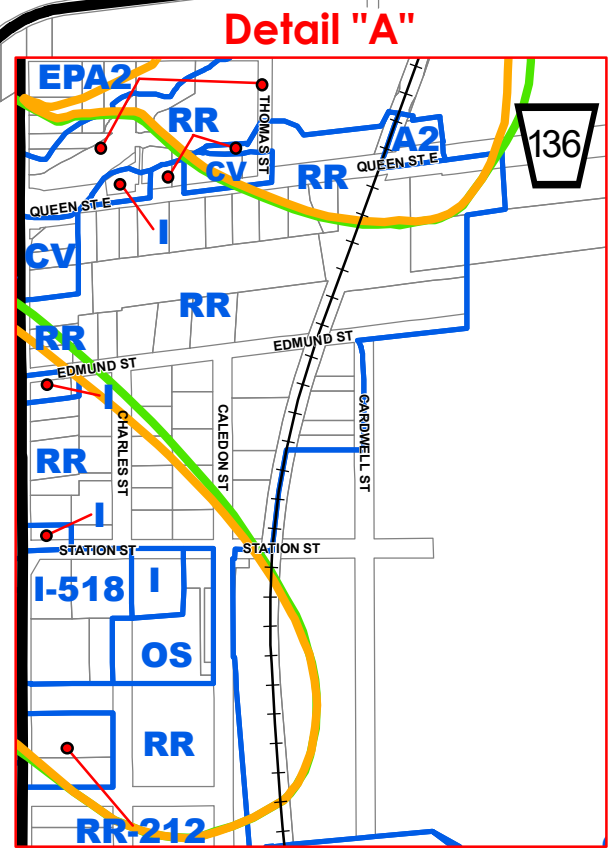 Detail "A"
EPA2
RR
THOMAS ST
A2
136
CV
RR
QUEEN ST E
QUEEN ST E
I
CV
RR
RR
EDMUND ST
EDMUND ST
I
CHARLES ST
CALEDON ST
CARDWELL ST
RR
I
STATION ST
STATION ST
I-518
I
OS
RR
RR-212